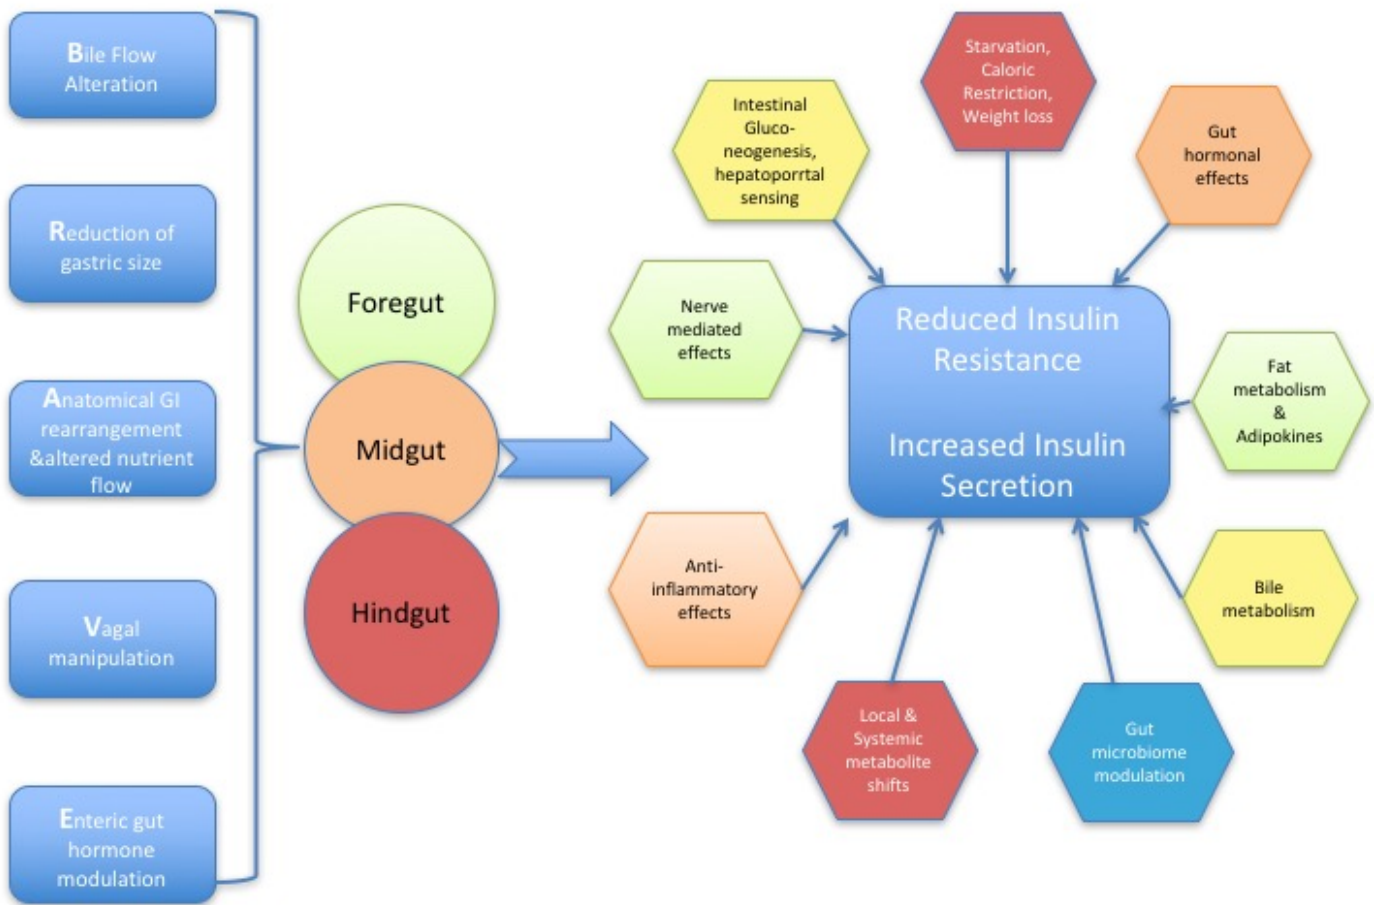 Bile Flow
Alteration
Reduction of
gastric size
Anatomical GI
rearrangement
&altered nutrient
flow
Vagal
manipulation
Enteric gut
hormone
modulation
Foregut
Midgut
Hindgut
Intestinal
Gluco-
neogenesis,
hepatoporrtal
sensing
Starvation,
Caloric
Restriction,
Weight loss
Gut
hormonal
effects
Nerve
mediated
effects
Reduced Insulin
Resistance
Increased Insulin
Secretion
Fat
metabolism
&
Adipokines
Anti-
inflammatory
effects
Bile
metabolism
Local &
Systemic
metabolite
shifts
Gut
microbiome
modulation